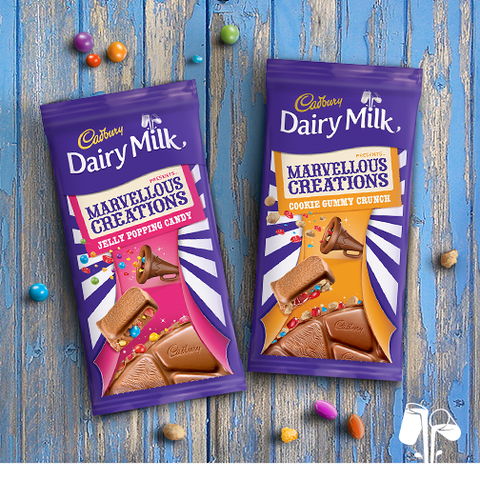 Cadbury
Dairy Milk
PRESENTS...
MARVELLOUS
CREATIONS
JELLY POPPING CANDY
Cadbury
Cadbury
Dairy Milk
PRESENTS...
MARVELLOUS
CREATIONS
COOKIE GUMMY CRUNCH
Cadbury